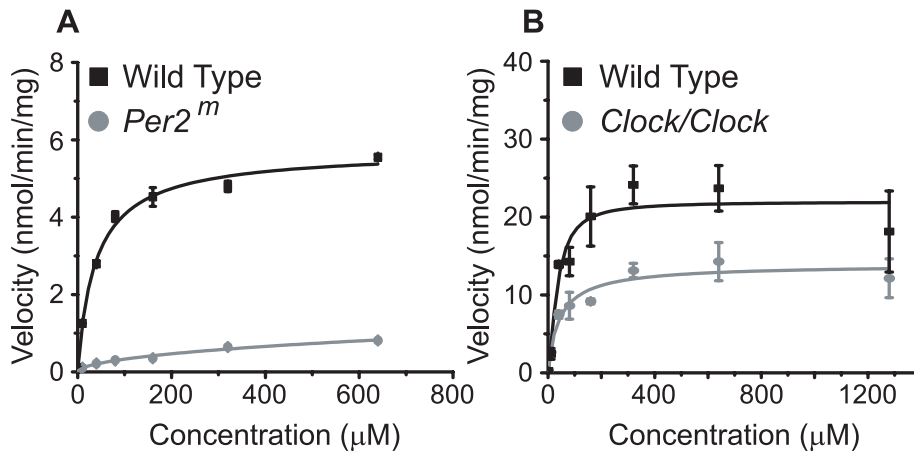 A
Velocity (nmol/min/mg)
8
6
4
2
0
Wild Type
Per2 m
0 200 400 600 800
Concentration (μM)
B
Velocity (nmol/min/mg)
40
30
20
10
0
Wild Type
Clock/Clock
0 400 800 1200
Concentration (μM)